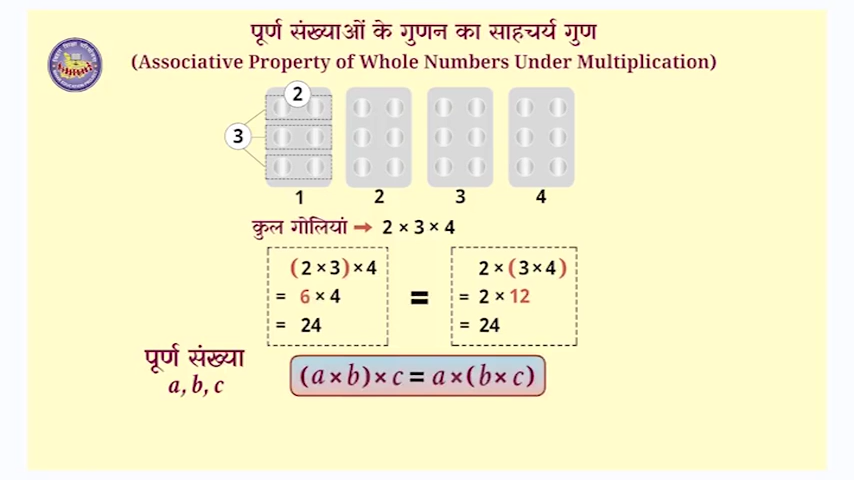 पूर्ण संख्याओं के गुणन का साहचर्य गुण
(Associative Property of Whole Numbers Under Multiplication)
2
3
1 2 3 4
कुल गोलियां → 2 × 3 × 4
(2 × 3) × 4 = 2 × (3 × 4)
= 6 × 4 = 2 × 12
= 24 = 24
पूर्ण संख्या
a, b, c
(a × b) × c = a × (b × c)